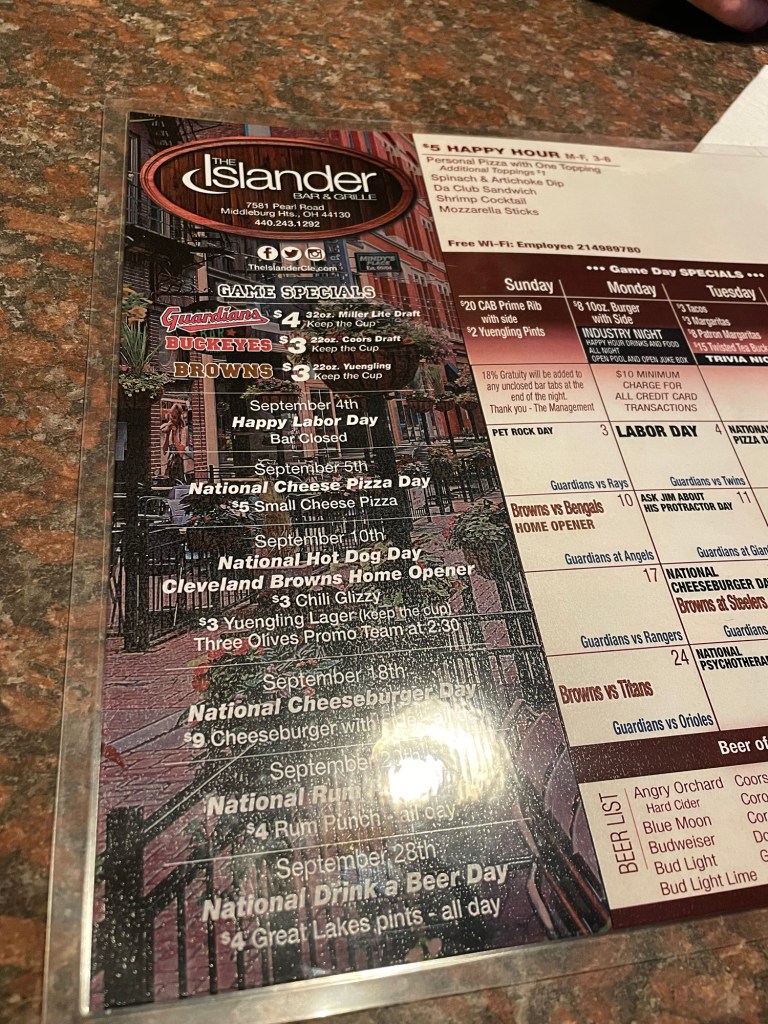 THE
Islander
BAR & GRILLE
7581 Pearl Road
Middleburg Hts., OH 44130
440.243.1292
TheIslanderCle.com
MINDY'S
PLACE
GAME SPECIALS
Guardians $4 32oz. Miller Lite Draft
Keep the Cup
BUCKEYES $3 22oz. Coors Draft
Keep the Cup
BROWNS $3 22oz. Yuengling
Keep the Cup
September 4th
Happy Labor Day
Bar Closed
September 5th
National Cheese Pizza Day
$5 Small Cheese Pizza
September 10th
National Hot Dog Day
Cleveland Browns Home Opener
$3 Chili Glizzy
$3 Yuengling Lager (keep the cup)
Three Olives Promo Team at 2:30
September 18th
National Cheeseburger Day
$9 Cheeseburger with
September
National Rum
$4 Rum Punch - all day
September 28th
National Drink a Beer Day
$4 Great Lakes pints - all day
$5 HAPPY HOUR M-F, 3-6
Personal Pizza with One Topping
Additional Toppings $1
Spinach & Artichoke Dip
Da Club Sandwich
Shrimp Cocktail
Mozzarella Sticks
Free Wi-Fi: Employee 214989780
••• Game Day SPECIALS •••
Sunday Monday Tuesday
$20 CAB Prime Rib
with side
$2 Yuengling Pints
$8 10oz. Burger
with Side
INDUSTRY NIGHT
HAPPY HOUR DRINKS AND FOOD
ALL NIGHT
OPEN POOL AND OPEN JUKE BOX
$3 Tacos
$3 Margaritas
$8 Patron Margaritas
$15 Twisted Tea Buck
TRIVIA NIG
18% Gratuity will be added to
any unclosed bar tabs at the
end of the night.
Thank you - The Management
$10 MINIMUM
CHARGE FOR
ALL CREDIT CARD
TRANSACTIONS
PET ROCK DAY 3
Guardians vs Rays
LABOR DAY 4
Guardians vs Twins
NATIONAL
PIZZA D
Browns vs Bengals 10
HOME OPENER
Guardians at Angels
ASK JIM ABOUT 11
HIS PROTRACTOR DAY
Guardians at Gian
17
Guardians vs Rangers
NATIONAL
CHEESEBURGER DA
Browns at Steelers
Guardians
24
Browns vs Titans
Guardians vs Orioles
NATIONAL
PSYCHOTHERA
Beer of
BEER LIST
Angry Orchard
Hard Cider
Blue Moon
Budweiser
Bud Light
Bud Light Lime
Coors
Coro
Cor
Do
G